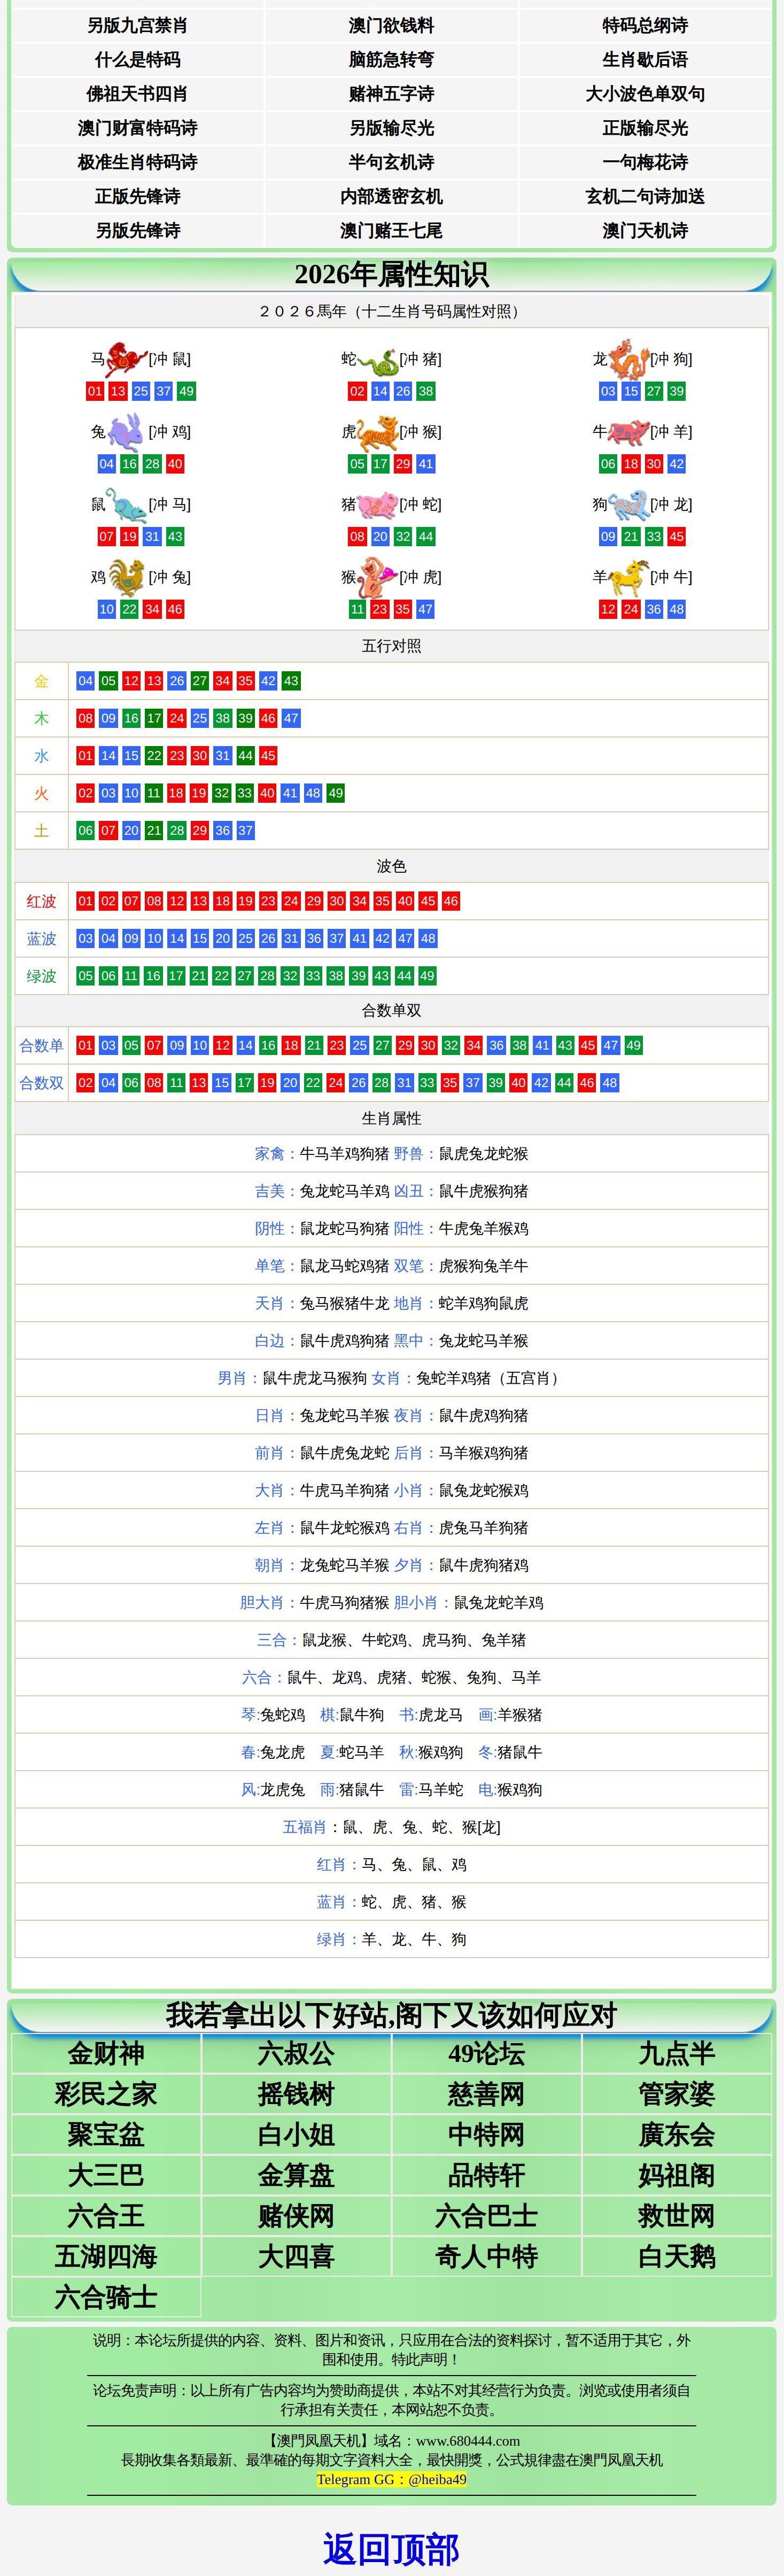 另版九宫禁肖 澳门欲钱料 特码总纲诗
什么是特码 脑筋急转弯 生肖歇后语
佛祖天书四肖 赌神五字诗 大小波色单双句
澳门财富特码诗 另版输尽光 正版输尽光
极准生肖特码诗 半句玄机诗 一句梅花诗
正版先锋诗 内部透密玄机 玄机二句诗加送
另版先锋诗 澳门赌王七尾 澳门天机诗
2026年属性知识
２０２６馬年（十二生肖号码属性对照）
马 [冲 鼠] 蛇 [冲 猪] 龙 [冲 狗]
01 13 25 37 49 02 14 26 38 03 15 27 39
兔 [冲 鸡] 虎 [冲 猴] 牛 [冲 羊]
04 16 28 40 05 17 29 41 06 18 30 42
鼠 [冲 马] 猪 [冲 蛇] 狗 [冲 龙]
07 19 31 43 08 20 32 44 09 21 33 45
鸡 [冲 兔] 猴 [冲 虎] 羊 [冲 牛]
10 22 34 46 11 23 35 47 12 24 36 48
五行对照
金 04 05 12 13 26 27 34 35 42 43
木 08 09 16 17 24 25 38 39 46 47
水 01 14 15 22 23 30 31 44 45
火 02 03 10 11 18 19 32 33 40 41 48 49
土 06 07 20 21 28 29 36 37
波色
红波 01 02 07 08 12 13 18 19 23 24 29 30 34 35 40 45 46
蓝波 03 04 09 10 14 15 20 25 26 31 36 37 41 42 47 48
绿波 05 06 11 16 17 21 22 27 28 32 33 38 39 43 44 49
合数单双
合数单 01 03 05 07 09 10 12 14 16 18 21 23 25 27 29 30 32 34 36 38 41 43 45 47 49
合数双 02 04 06 08 11 13 15 17 19 20 22 24 26 28 31 33 35 37 39 40 42 44 46 48
生肖属性
家禽：牛马羊鸡狗猪 野兽：鼠虎兔龙蛇猴
吉美：兔龙蛇马羊鸡 凶丑：鼠牛虎猴狗猪
阴性：鼠龙蛇马狗猪 阳性：牛虎兔羊猴鸡
单笔：鼠龙马蛇鸡猪 双笔：虎猴狗兔羊牛
天肖：兔马猴猪牛龙 地肖：蛇羊鸡狗鼠虎
白边：鼠牛虎鸡狗猪 黑中：兔龙蛇马羊猴
男肖：鼠牛虎龙马猴狗 女肖：兔蛇羊鸡猪（五宫肖）
日肖：兔龙蛇马羊猴 夜肖：鼠牛虎鸡狗猪
前肖：鼠牛虎兔龙蛇 后肖：马羊猴鸡狗猪
大肖：牛虎马羊狗猪 小肖：鼠兔龙蛇猴鸡
左肖：鼠牛龙蛇猴鸡 右肖：虎兔马羊狗猪
朝肖：龙兔蛇马羊猴 夕肖：鼠牛虎狗猪鸡
胆大肖：牛虎马狗猪猴 胆小肖：鼠兔龙蛇羊鸡
三合：鼠龙猴、牛蛇鸡、虎马狗、兔羊猪
六合：鼠牛、龙鸡、虎猪、蛇猴、兔狗、马羊
琴:兔蛇鸡 棋:鼠牛狗 书:虎龙马 画:羊猴猪
春:兔龙虎 夏:蛇马羊 秋:猴鸡狗 冬:猪鼠牛
风:龙虎兔 雨:猪鼠牛 雷:马羊蛇 电:猴鸡狗
五福肖：鼠、虎、兔、蛇、猴[龙]
红肖：马、兔、鼠、鸡
蓝肖：蛇、虎、猪、猴
绿肖：羊、龙、牛、狗
我若拿出以下好站,阁下又该如何应对
金财神 六叔公 49论坛 九点半
彩民之家 摇钱树 慈善网 管家婆
聚宝盆 白小姐 中特网 廣东会
大三巴 金算盘 品特轩 妈祖阁
六合王 赌侠网 六合巴士 救世网
五湖四海 大四喜 奇人中特 白天鹅
六合骑士
说明：本论坛所提供的内容、资料、图片和资讯，只应用在合法的资料探讨，暂不适用于其它，外
围和使用。特此声明！
论坛免责声明：以上所有广告内容均为赞助商提供，本站不对其经营行为负责。浏览或使用者须自
行承担有关责任，本网站恕不负责。
【澳門凤凰天机】域名：www.680444.com
長期收集各類最新、最準確的每期文字資料大全，最快開獎，公式規律盡在澳門凤凰天机
Telegram GG：@heiba49
返回顶部